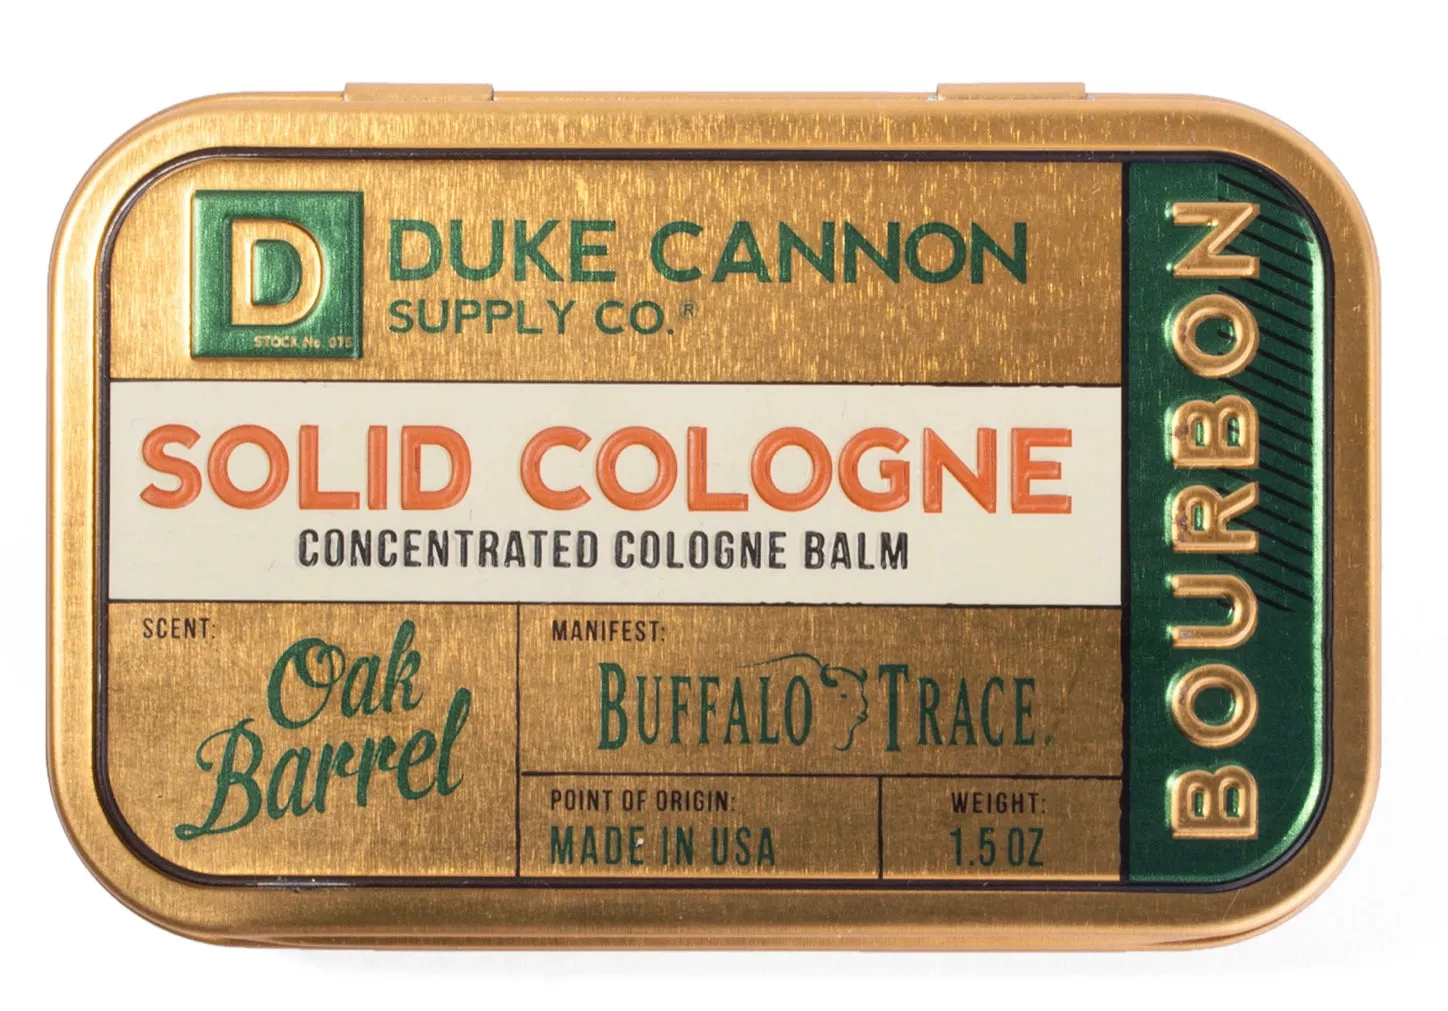 D
STOCK No. 075
DUKE CANNON
SUPPLY CO.®
SOLID COLOGNE
CONCENTRATED COLOGNE BALM
SCENT:
Oak
Barrel
MANIFEST:
BUFFALO TRACE
POINT OF ORIGIN:
MADE IN USA
WEIGHT:
1.5 OZ
BOURBON